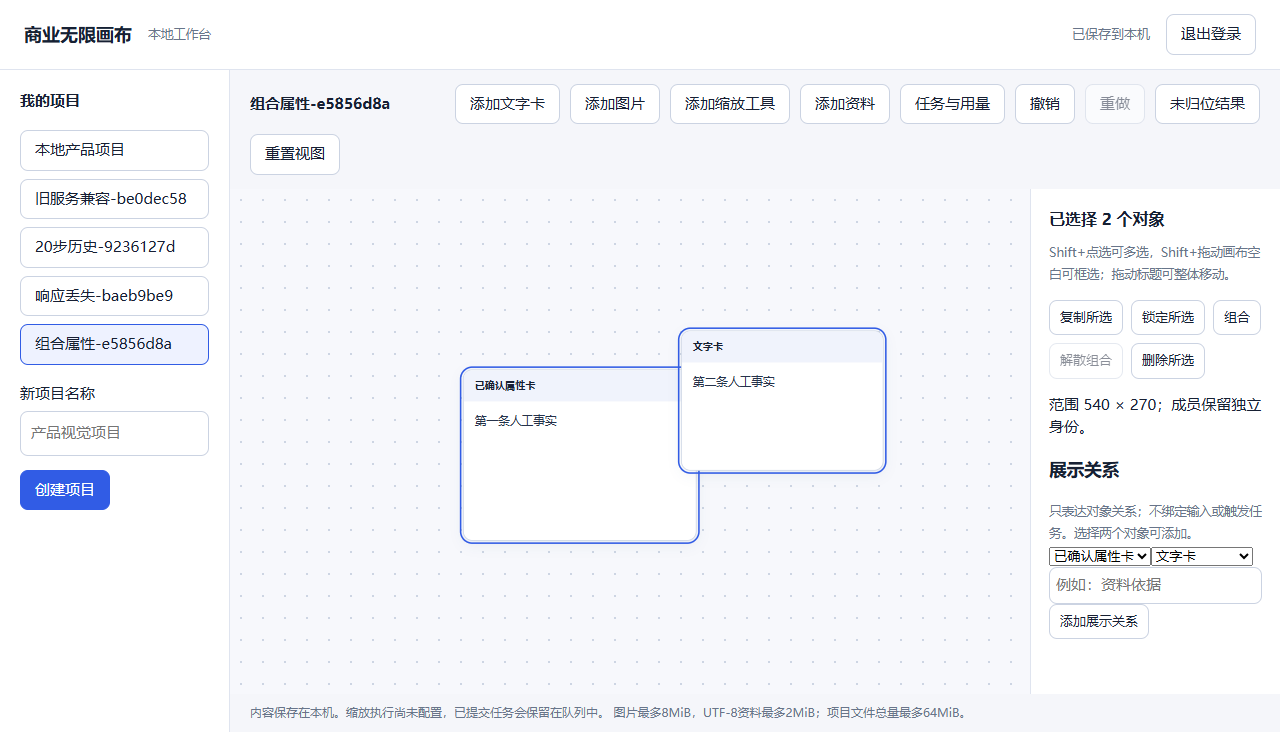 商业无限画布 本地工作台 已保存到本机 退出登录
我的项目
本地产品项目
旧服务兼容-be0dec58
20步历史-9236127d
响应丢失-baeb9be9
组合属性-e5856d8a
新项目名称
产品视觉项目
创建项目
组合属性-e5856d8a 添加文字卡 添加图片 添加缩放工具 添加资料 任务与用量 撤销 重做 未归位结果
重置视图
已确认属性卡
第一条人工事实
文字卡
第二条人工事实
已选择 2 个对象
Shift+点选可多选，Shift+拖动画布空
白可框选；拖动标题可整体移动。
复制所选 锁定所选 组合
解散组合 删除所选
范围 540 × 270；成员保留独立
身份。
展示关系
只表达对象关系；不绑定输入或触发任
务。选择两个对象可添加。
已确认属性卡 文字卡
例如：资料依据
添加展示关系
内容保存在本机。缩放执行尚未配置，已提交任务会保留在队列中。 图片最多8MiB，UTF-8资料最多2MiB；项目文件总量最多64MiB。